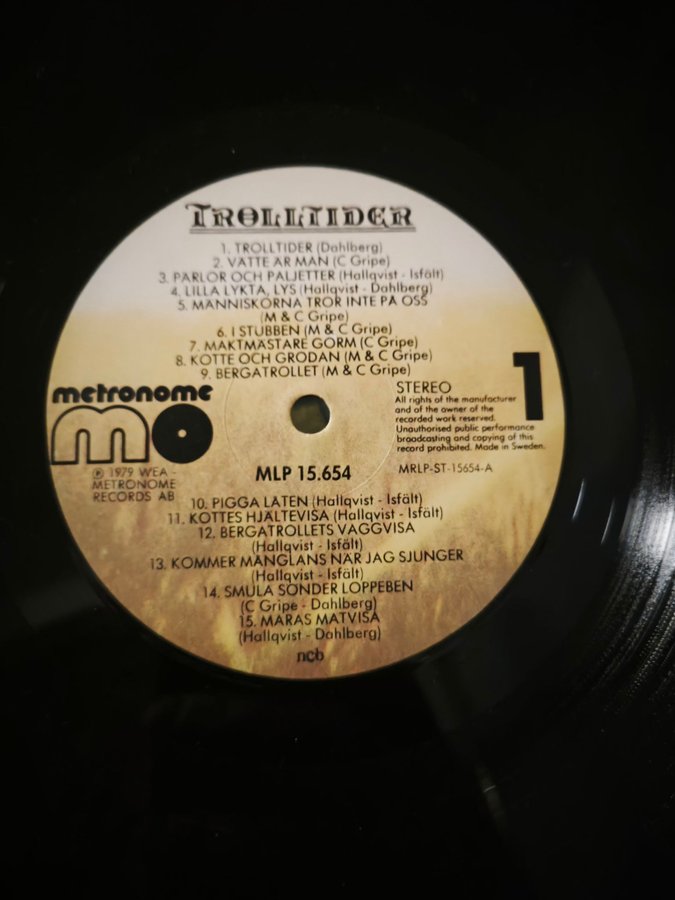 TROLLTIDER
1. TROLLTIDER (Dahlberg)
2. VÄTTE ÄR MAN (C Gripe)
3. PÄRLOR OCH PALJETTER (Hallqvist - Isfält)
4. LILLA LYKTA, LYS (Hallqvist - Dahlberg)
5. MÄNNISKORNA TROR INTE PÅ OSS
(M & C Gripe)
6. I STUBBEN (M & C Gripe)
7. MAKTMÄSTARE GORM (C Gripe)
8. KOTTE OCH GRODAN (M & C Gripe)
9. BERGATROLLET (M & C Gripe)
metronome
mo
℗ 1979 WEA -
METRONOME
RECORDS AB
MLP 15.654
STEREO
1
All rights of the manufacturer
and of the owner of the
recorded work reserved.
Unauthorised public performance
broadcasting and copying of this
record prohibited. Made in Sweden.
MRLP-ST-15654-A
10. PIGGA LÅTEN (Hallqvist - Isfält)
11. KOTTES HJÄLTEVISA (Hallqvist - Isfält)
12. BERGATROLLETS VAGGVISA
(Hallqvist - Isfält)
13. KOMMER MÅNGLANS NÄR JAG SJUNGER
(Hallqvist - Isfält)
14. SMULA SÖNDER LOPPEBEN
(C Gripe - Dahlberg)
15. MARAS MATVISA
(Hallqvist - Dahlberg)
ncb